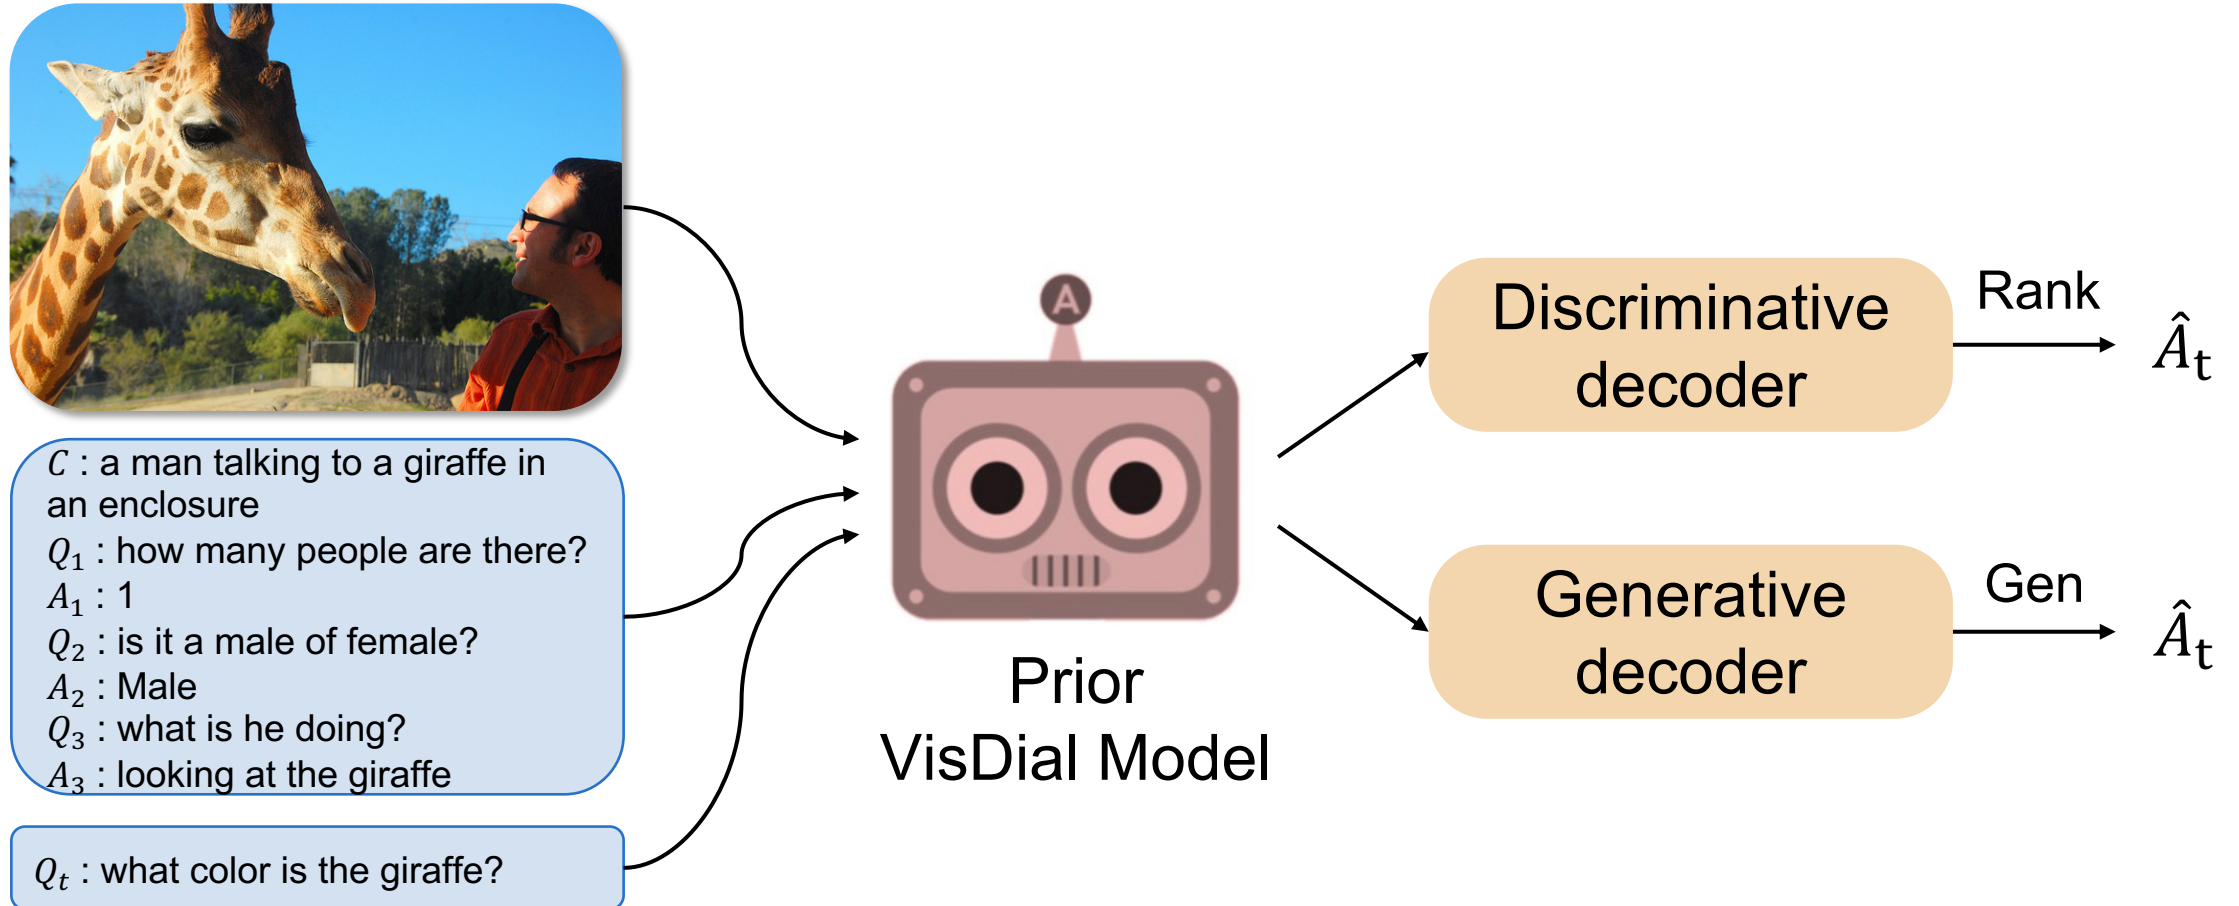 C : a man talking to a giraffe in
an enclosure
Q₁ : how many people are there?
A₁ : 1
Q₂ : is it a male of female?
A₂ : Male
Q₃ : what is he doing?
A₃ : looking at the giraffe
Qₜ : what color is the giraffe?
A
Prior
VisDial Model
Discriminative
decoder
Rank
Âₜ
Generative
decoder
Gen
Âₜ